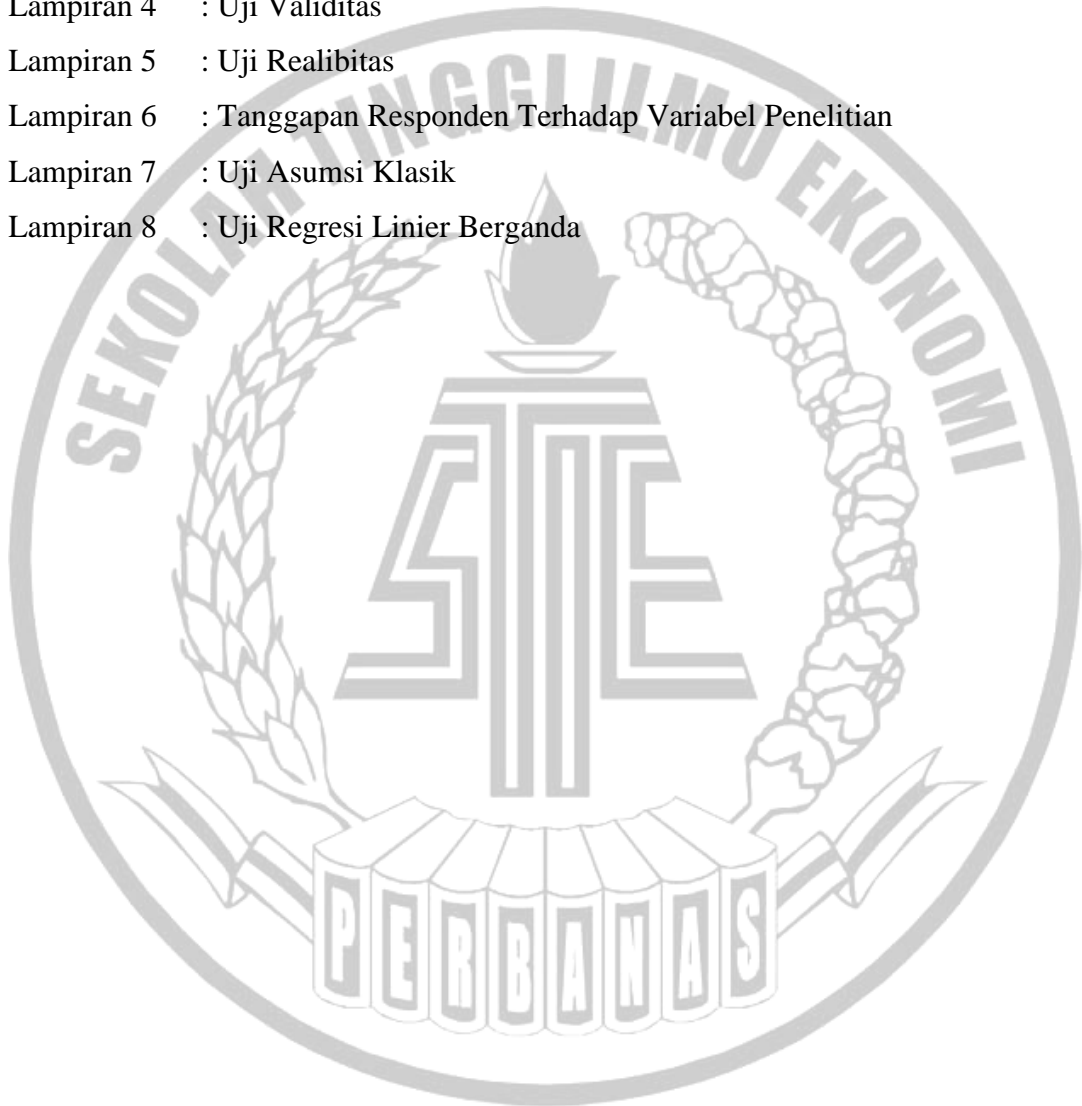 Lampiran 4 : Uji Validitas
Lampiran 5 : Uji Realibitas
Lampiran 6 : Tanggapan Responden Terhadap Variabel Penelitian
Lampiran 7 : Uji Asumsi Klasik
Lampiran 8 : Uji Regresi Linier Berganda
SEKOLAH TINGGI ILMU EKONOMI
STIE
PERBANAS